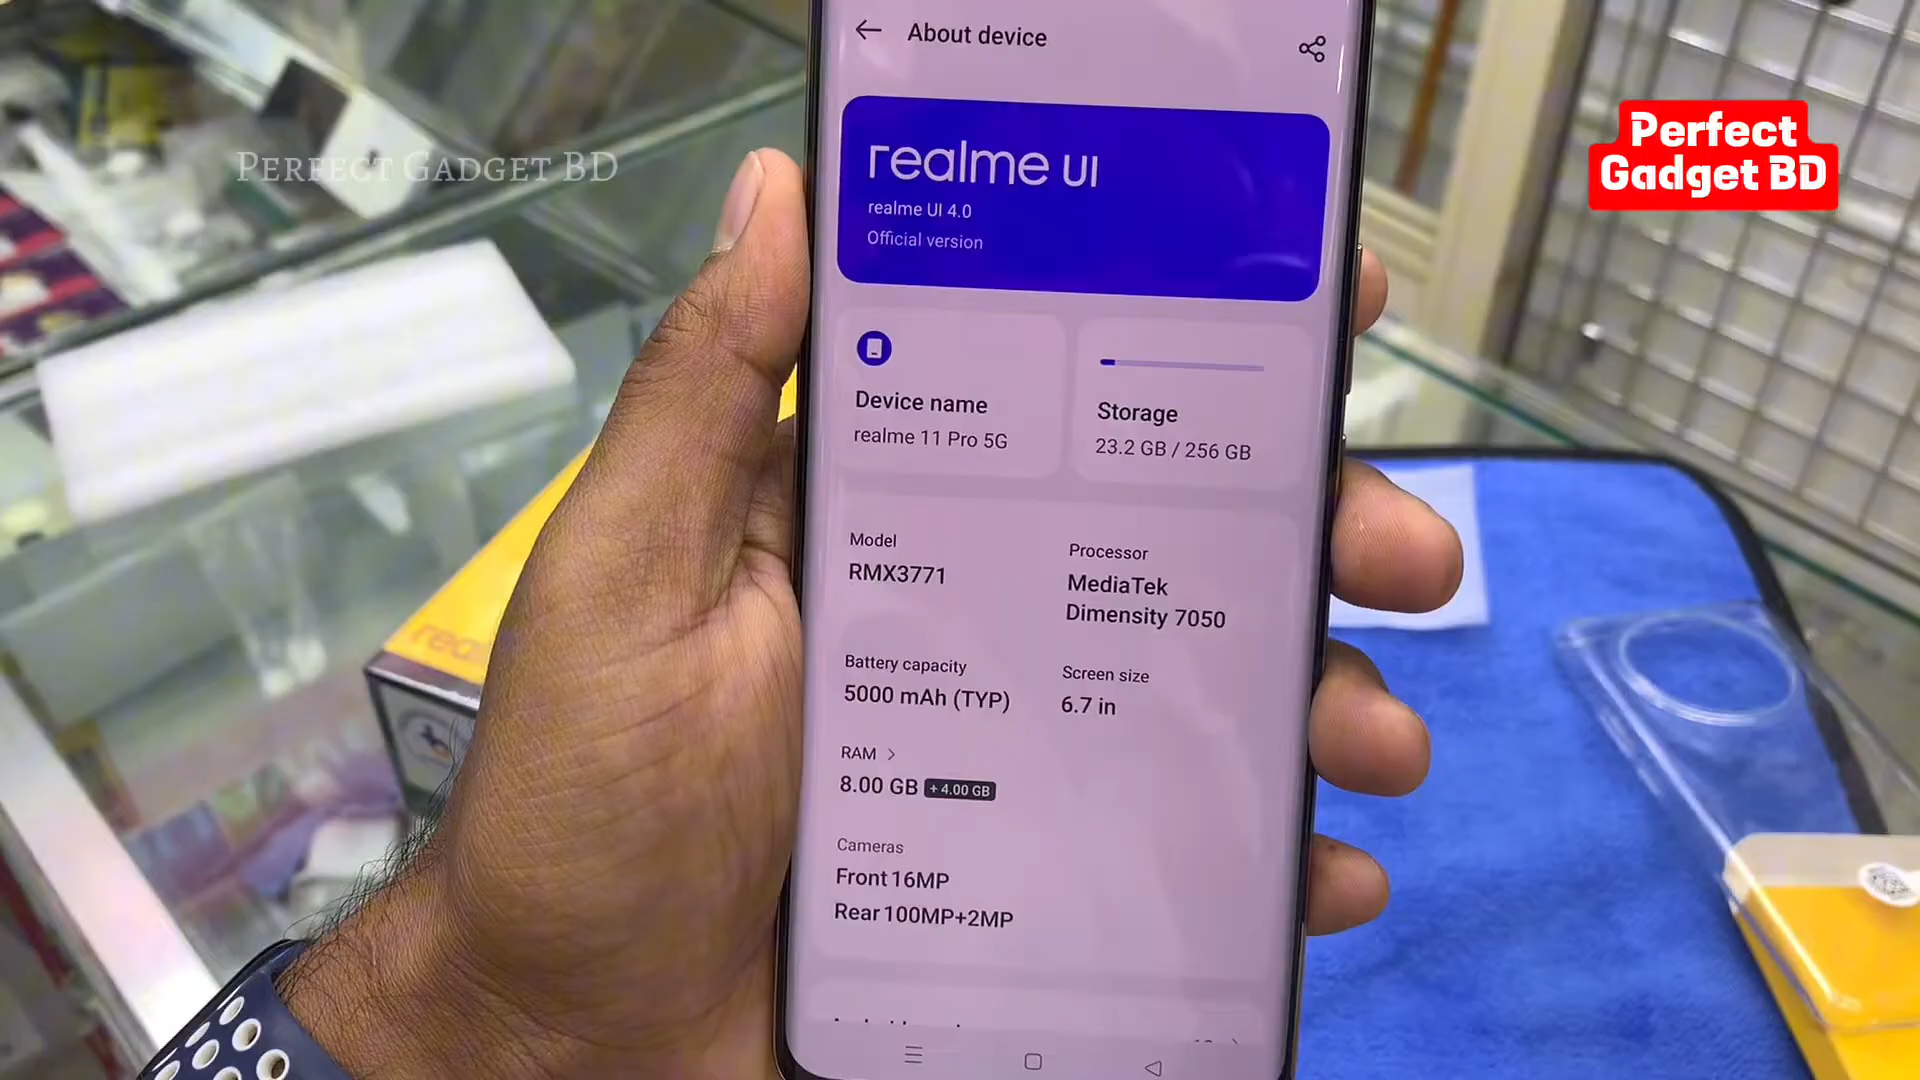 About device
Perfect
Gadget BD
PERFECT GADGET BD
realme UI
realme UI 4.0
Official version
Device name
realme 11 Pro 5G
Storage
23.2 GB / 256 GB
Model
RMX3771
Processor
MediaTek
Dimensity 7050
Battery capacity
5000 mAh (TYP)
Screen size
6.7 in
RAM >
8.00 GB + 4.00 GB
Cameras
Front 16MP
Rear 100MP+2MP